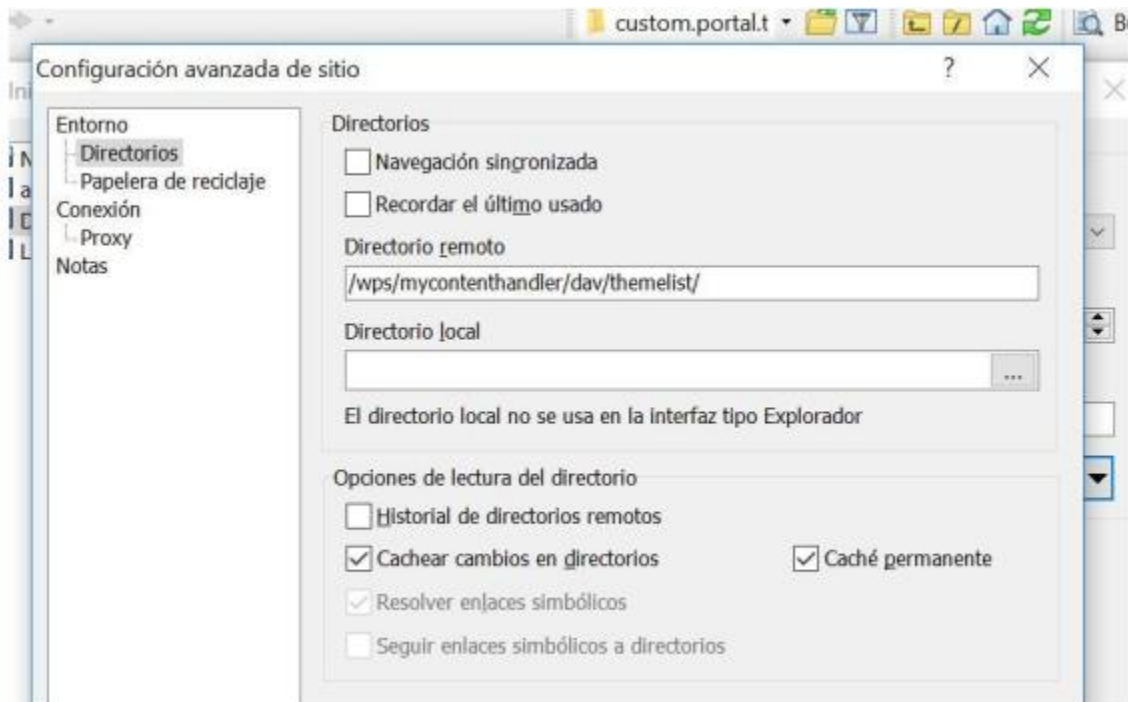 custom.portal.t
Configuración avanzada de sitio ?
Entorno
Directorios
Papelera de reciclaje
Conexión
Proxy
Notas
Directorios
Navegación sincronizada
Recordar el último usado
Directorio remoto
/wps/mycontenthandler/dav/themelist/
Directorio local
...
El directorio local no se usa en la interfaz tipo Explorador
Opciones de lectura del directorio
Historial de directorios remotos
Cachear cambios en directorios
Caché permanente
Resolver enlaces simbólicos
Seguir enlaces simbólicos a directorios